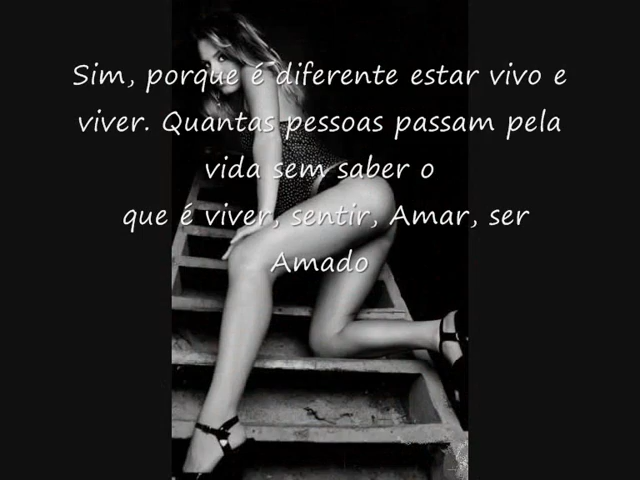 Sim, porque é diferente estar vivo e
viver. Quantas pessoas passam pela
vida sem saber o
que é viver, sentir, Amar, ser
Amado